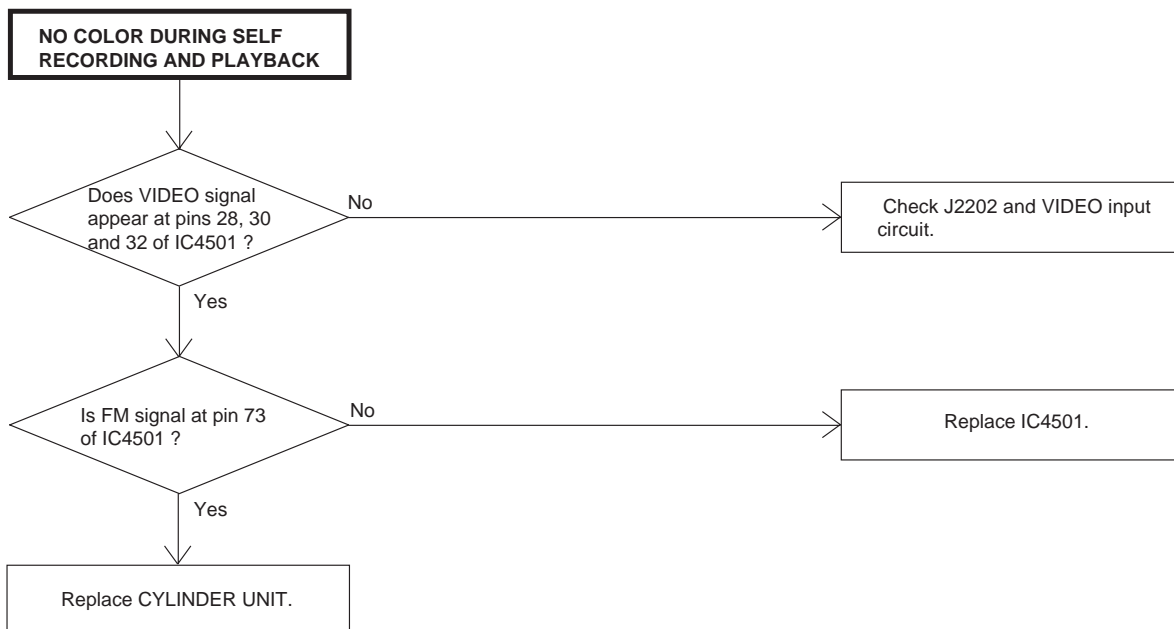 NO COLOR DURING SELF
RECORDING AND PLAYBACK
Does VIDEO signal
appear at pins 28, 30
and 32 of IC4501 ?
No
Check J2202 and VIDEO input
circuit.
Yes
Is FM signal at pin 73
of IC4501 ?
No
Replace IC4501.
Yes
Replace CYLINDER UNIT.